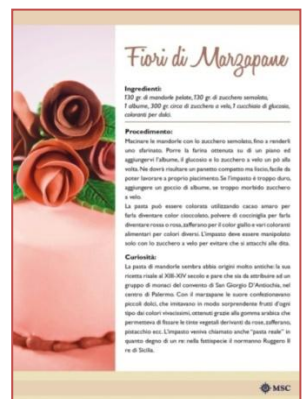 Fiori di Marzapane
Ingredienti:
130 gr. di mandorle pelate, 130 gr. di zucchero semolato,
1 albume, 300 gr. circa di zucchero a velo, 1 cucchiaio di glucosio,
coloranti per dolci.
Procedimento:
Macinare le mandorle con lo zucchero semolato, fino a renderli
uno sfarinato. Porre la farina ottenuta su di un piano ed
aggiungervi l'albume, il glucosio e lo zucchero a velo un pò alla
volta. Ne dovrà risultare un panetto compatto ma liscio, facile da
poter lavorare a proprio piacimento. Se l'impasto è troppo duro,
aggiungere un goccio di albume, se troppo morbido zucchero
a velo.
La pasta può essere colorata utilizzando cacao amaro per
farla diventare color cioccolato, polvere di cocciniglia per farla
diventare rossa o rosa, zafferano per il color giallo e vari coloranti
alimentari per colori diversi. L'impasto deve essere manipolato
solo con lo zucchero a velo per evitare che si attacchi alle dita.
Curiosità:
La pasta di mandorle sembra abbia origini molto antiche: la sua
ricetta risale al XIII-XIV secolo e pare che sia da attribuire ad un
gruppo di monaci del convento di San Giorgio D'Antiochia, nel
centro di Palermo. Con il marzapane le suore confezionavano
piccoli dolci, che imitavano in modo sorprendente frutti d'ogni
tipo dai colori vivacissimi, ottenuti grazie alla gomma arabica che
permetteva di fissare le tinte vegetali derivanti da rose, zafferano,
pistacchio ecc. L'impasto veniva chiamato anche "pasta reale" in
quanto degno di un re: nella fattispecie il normanno Ruggero II
re di Sicilia.
MSC